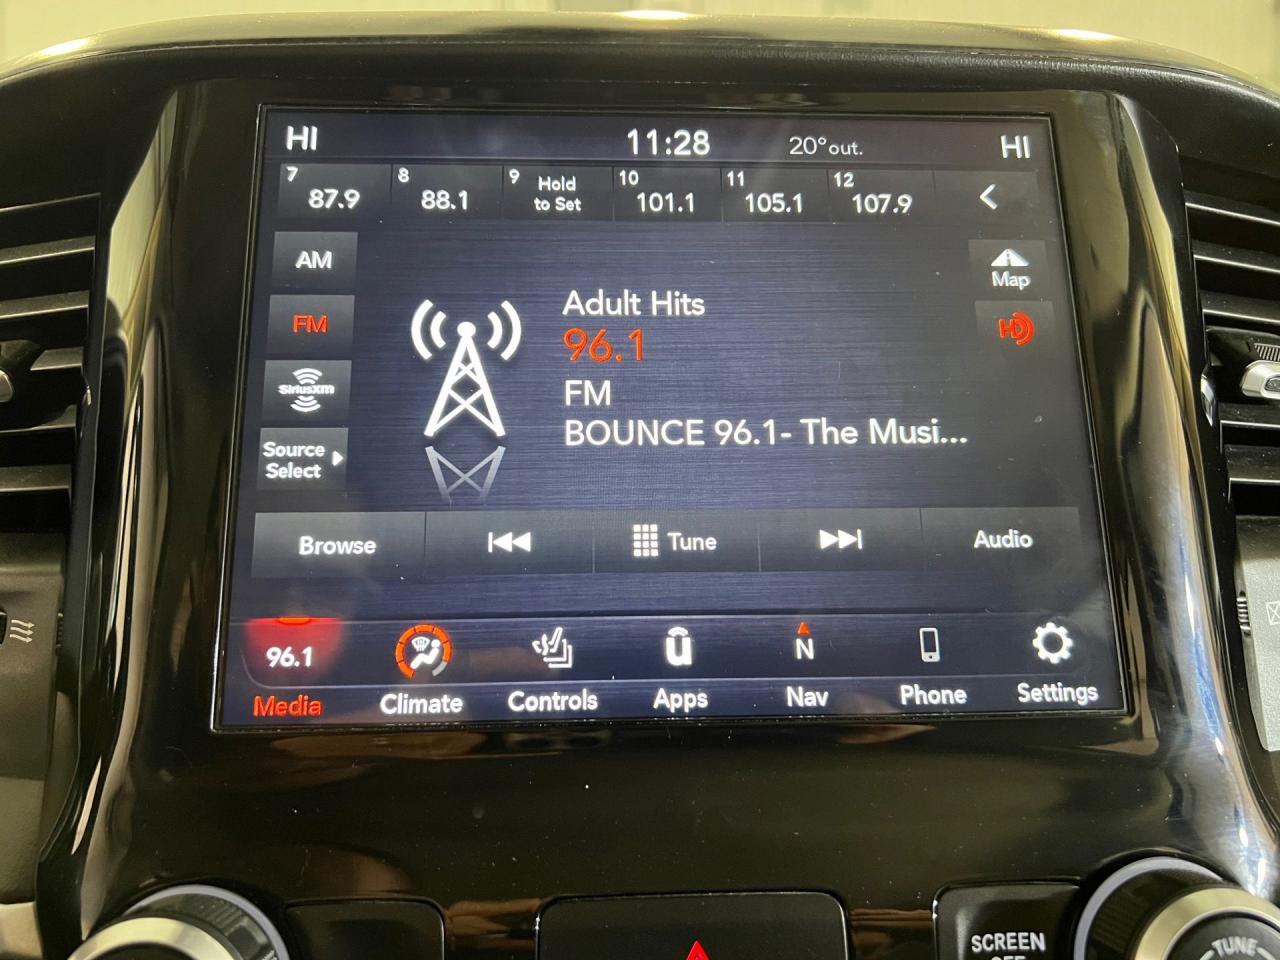 HI 11:28 20° out. HI
7 87.9 8 88.1 9 Hold to Set 10 101.1 11 105.1 12 107.9
AM
FM
SiriusXM
Source
Select
Adult Hits
96.1
FM
BOUNCE 96.1- The Musi...
Map
HD
Browse Tune Audio
96.1 N
Media Climate Controls Apps Nav Phone Settings
SCREEN
OFF
TUNE